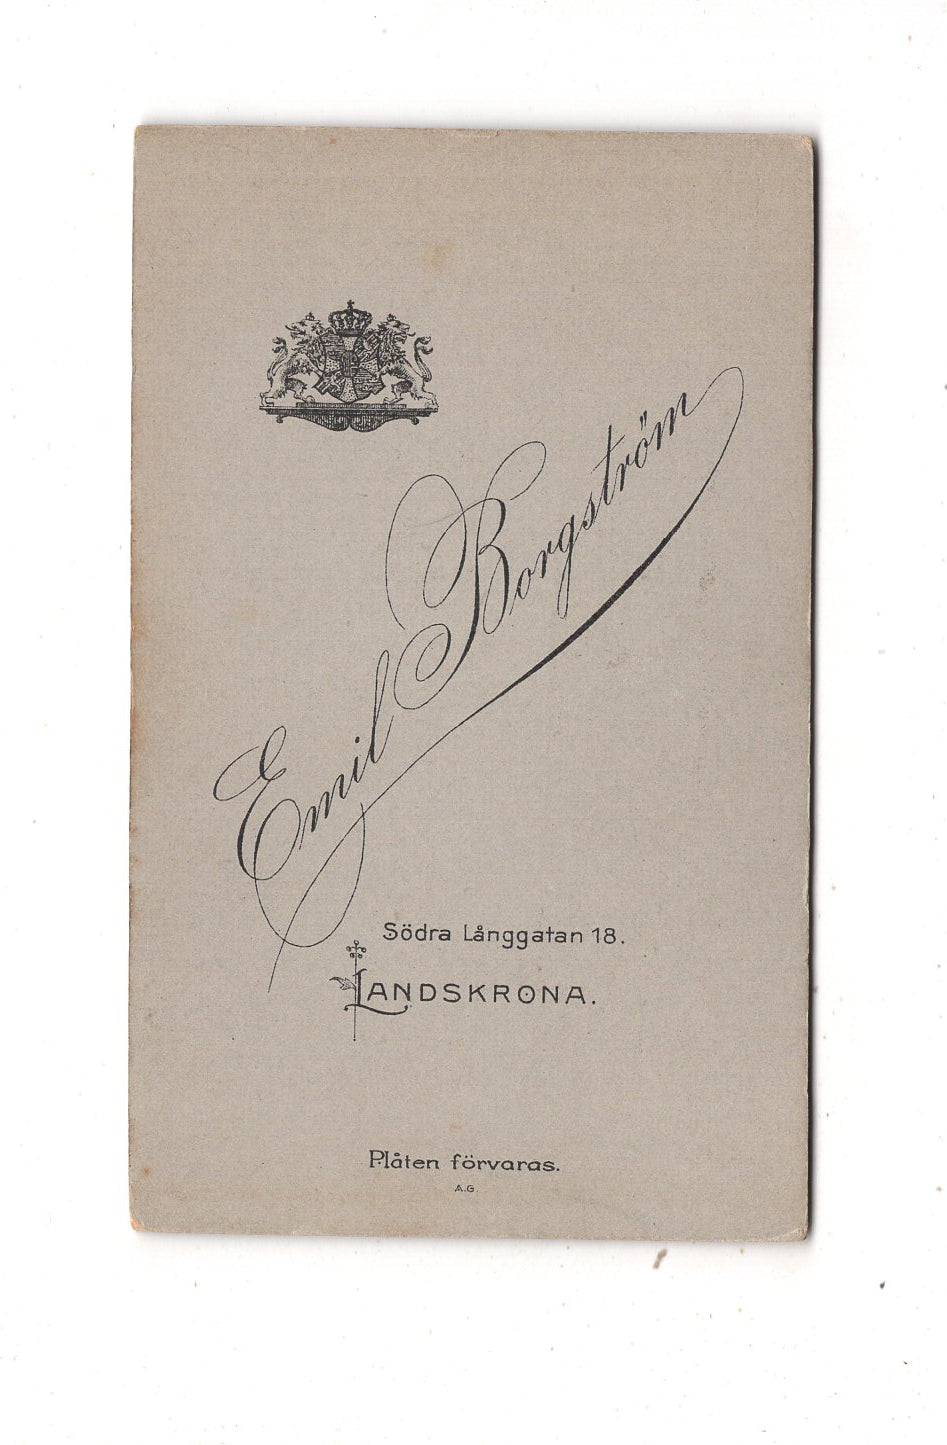 Emil Borgström
Södra Långgatan 18.
LANDSKRONA.
Plåten förvaras.
A.G.